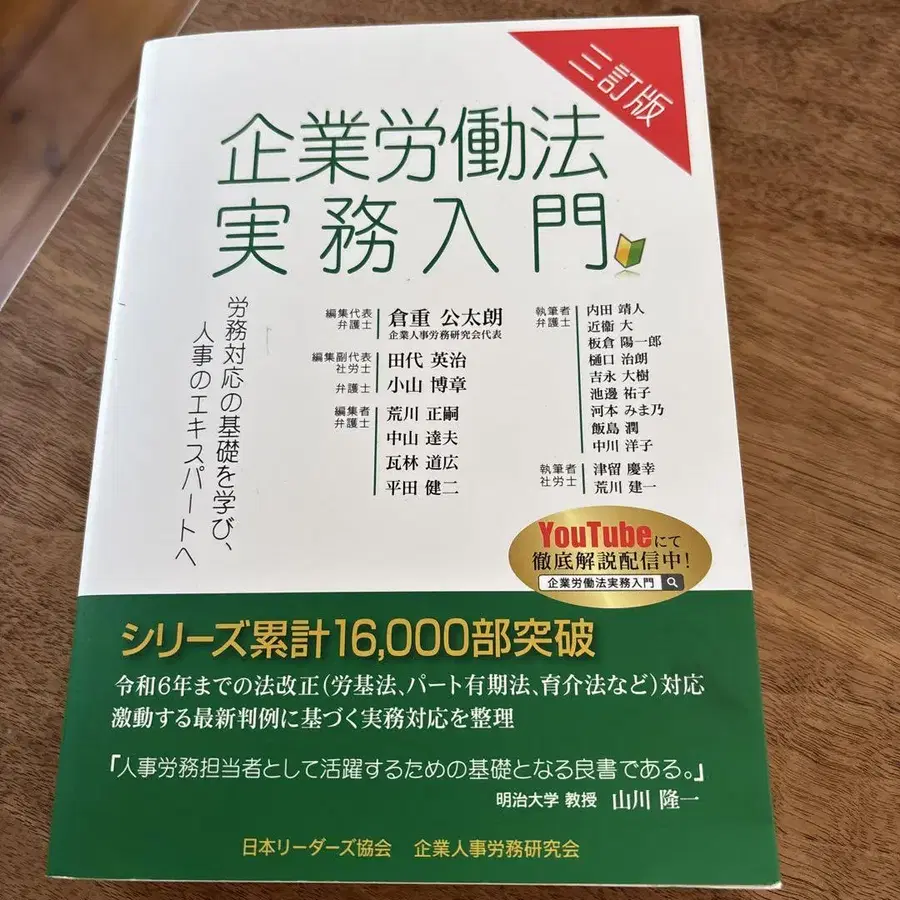 三訂版
企業労働法
実務入門
労務対応の基礎を学び、
人事のエキスパートへ
編集代表
弁護士
倉重 公太朗
企業人事労務研究会代表
編集副代表
社労士
田代 英治
弁護士
小山 博章
編集者
弁護士
荒川 正嗣
中山 達夫
瓦林 道広
平田 健二
執筆者
弁護士
内田 靖人
近衞 大
板倉 陽一郎
樋口 治朗
吉永 大樹
池邊 祐子
河本 みま乃
飯島 潤
中川 洋子
執筆者
社労士
津留 慶幸
荒川 建一
YouTubeにて
徹底解説配信中!
企業労働法実務入門
シリーズ累計16,000部突破
令和6年までの法改正(労基法、パート有期法、育介法など)対応
激動する最新判例に基づく実務対応を整理
「人事労務担当者として活躍するための基礎となる良書である。」
明治大学 教授 山川 隆一
日本リーダーズ協会 企業人事労務研究会